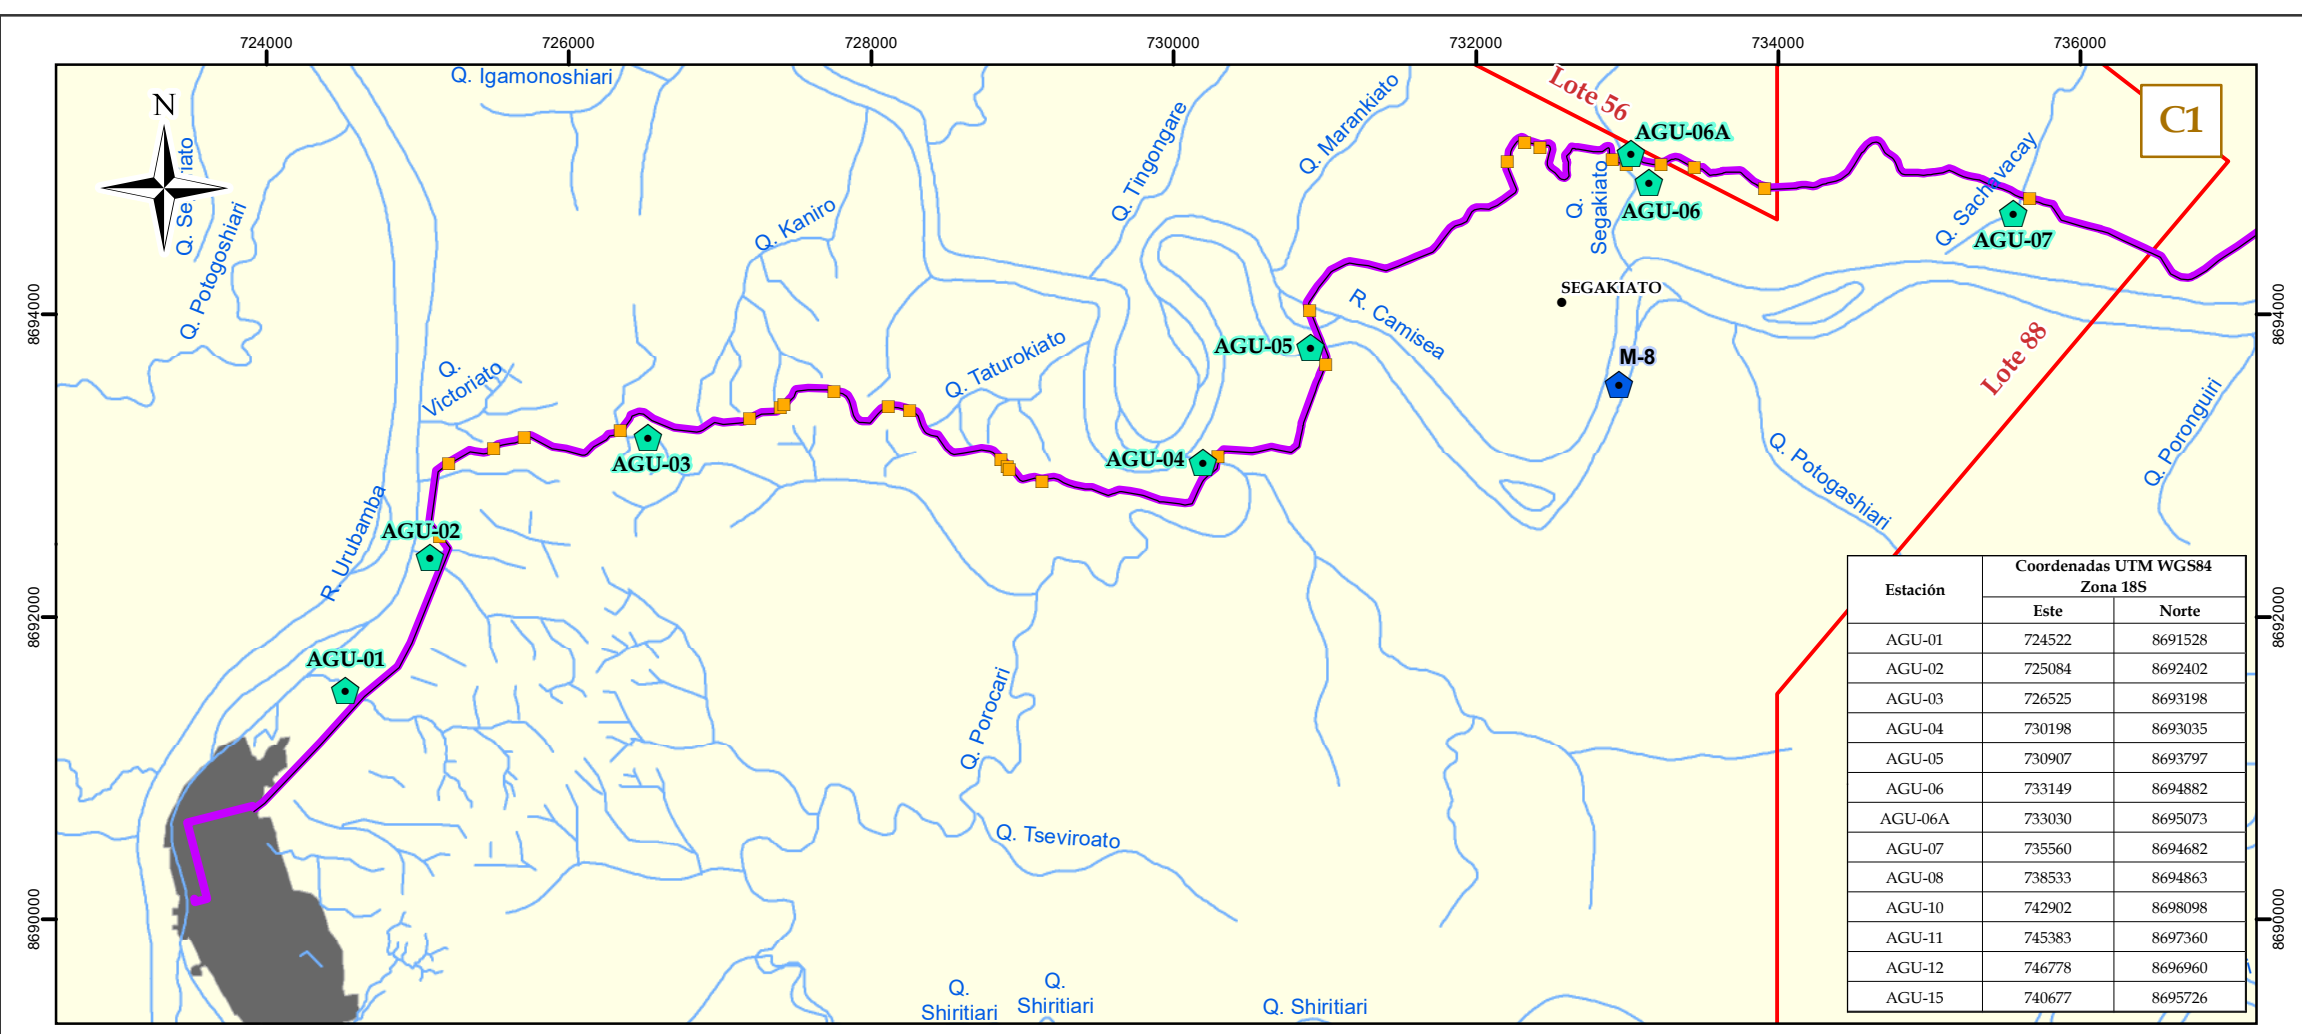 724000 726000 728000 730000 732000 734000 736000
Q. Igamonoshiari
Lote 56
C1
N
Q. Se iato
Q. Potogoshiari
Q. Kaniro
Q. Tingongare
Q. Marankiato
AGU-06A
Q.
Segakiato
AGU-06
Q. Sachavacay
AGU-07
8694000
8694000
SEGAKIATO
R. Camisea
AGU-05
M-8
Lote 88
Q.
Victoriato
Q. Taturokiato
Q. Poronguiri
AGU-03
AGU-04
Q. Potogashiari
R. Urubamba
AGU-02
8692000
8692000
AGU-01
Q. Porocari
Q. Tseviroato
8690000
8690000
Q.
Shiritiari
Q.
Shiritiari
Q. Shiritiari
Estación
Coordenadas UTM WGS84
Zona 18S
Este Norte
AGU-01 724522 8691528
AGU-02 725084 8692402
AGU-03 726525 8693198
AGU-04 730198 8693035
AGU-05 730907 8693797
AGU-06 733149 8694882
AGU-06A 733030 8695073
AGU-07 735560 8694682
AGU-08 738533 8694863
AGU-10 742902 8698098
AGU-11 745383 8697360
AGU-12 746778 8696960
AGU-15 740677 8695726